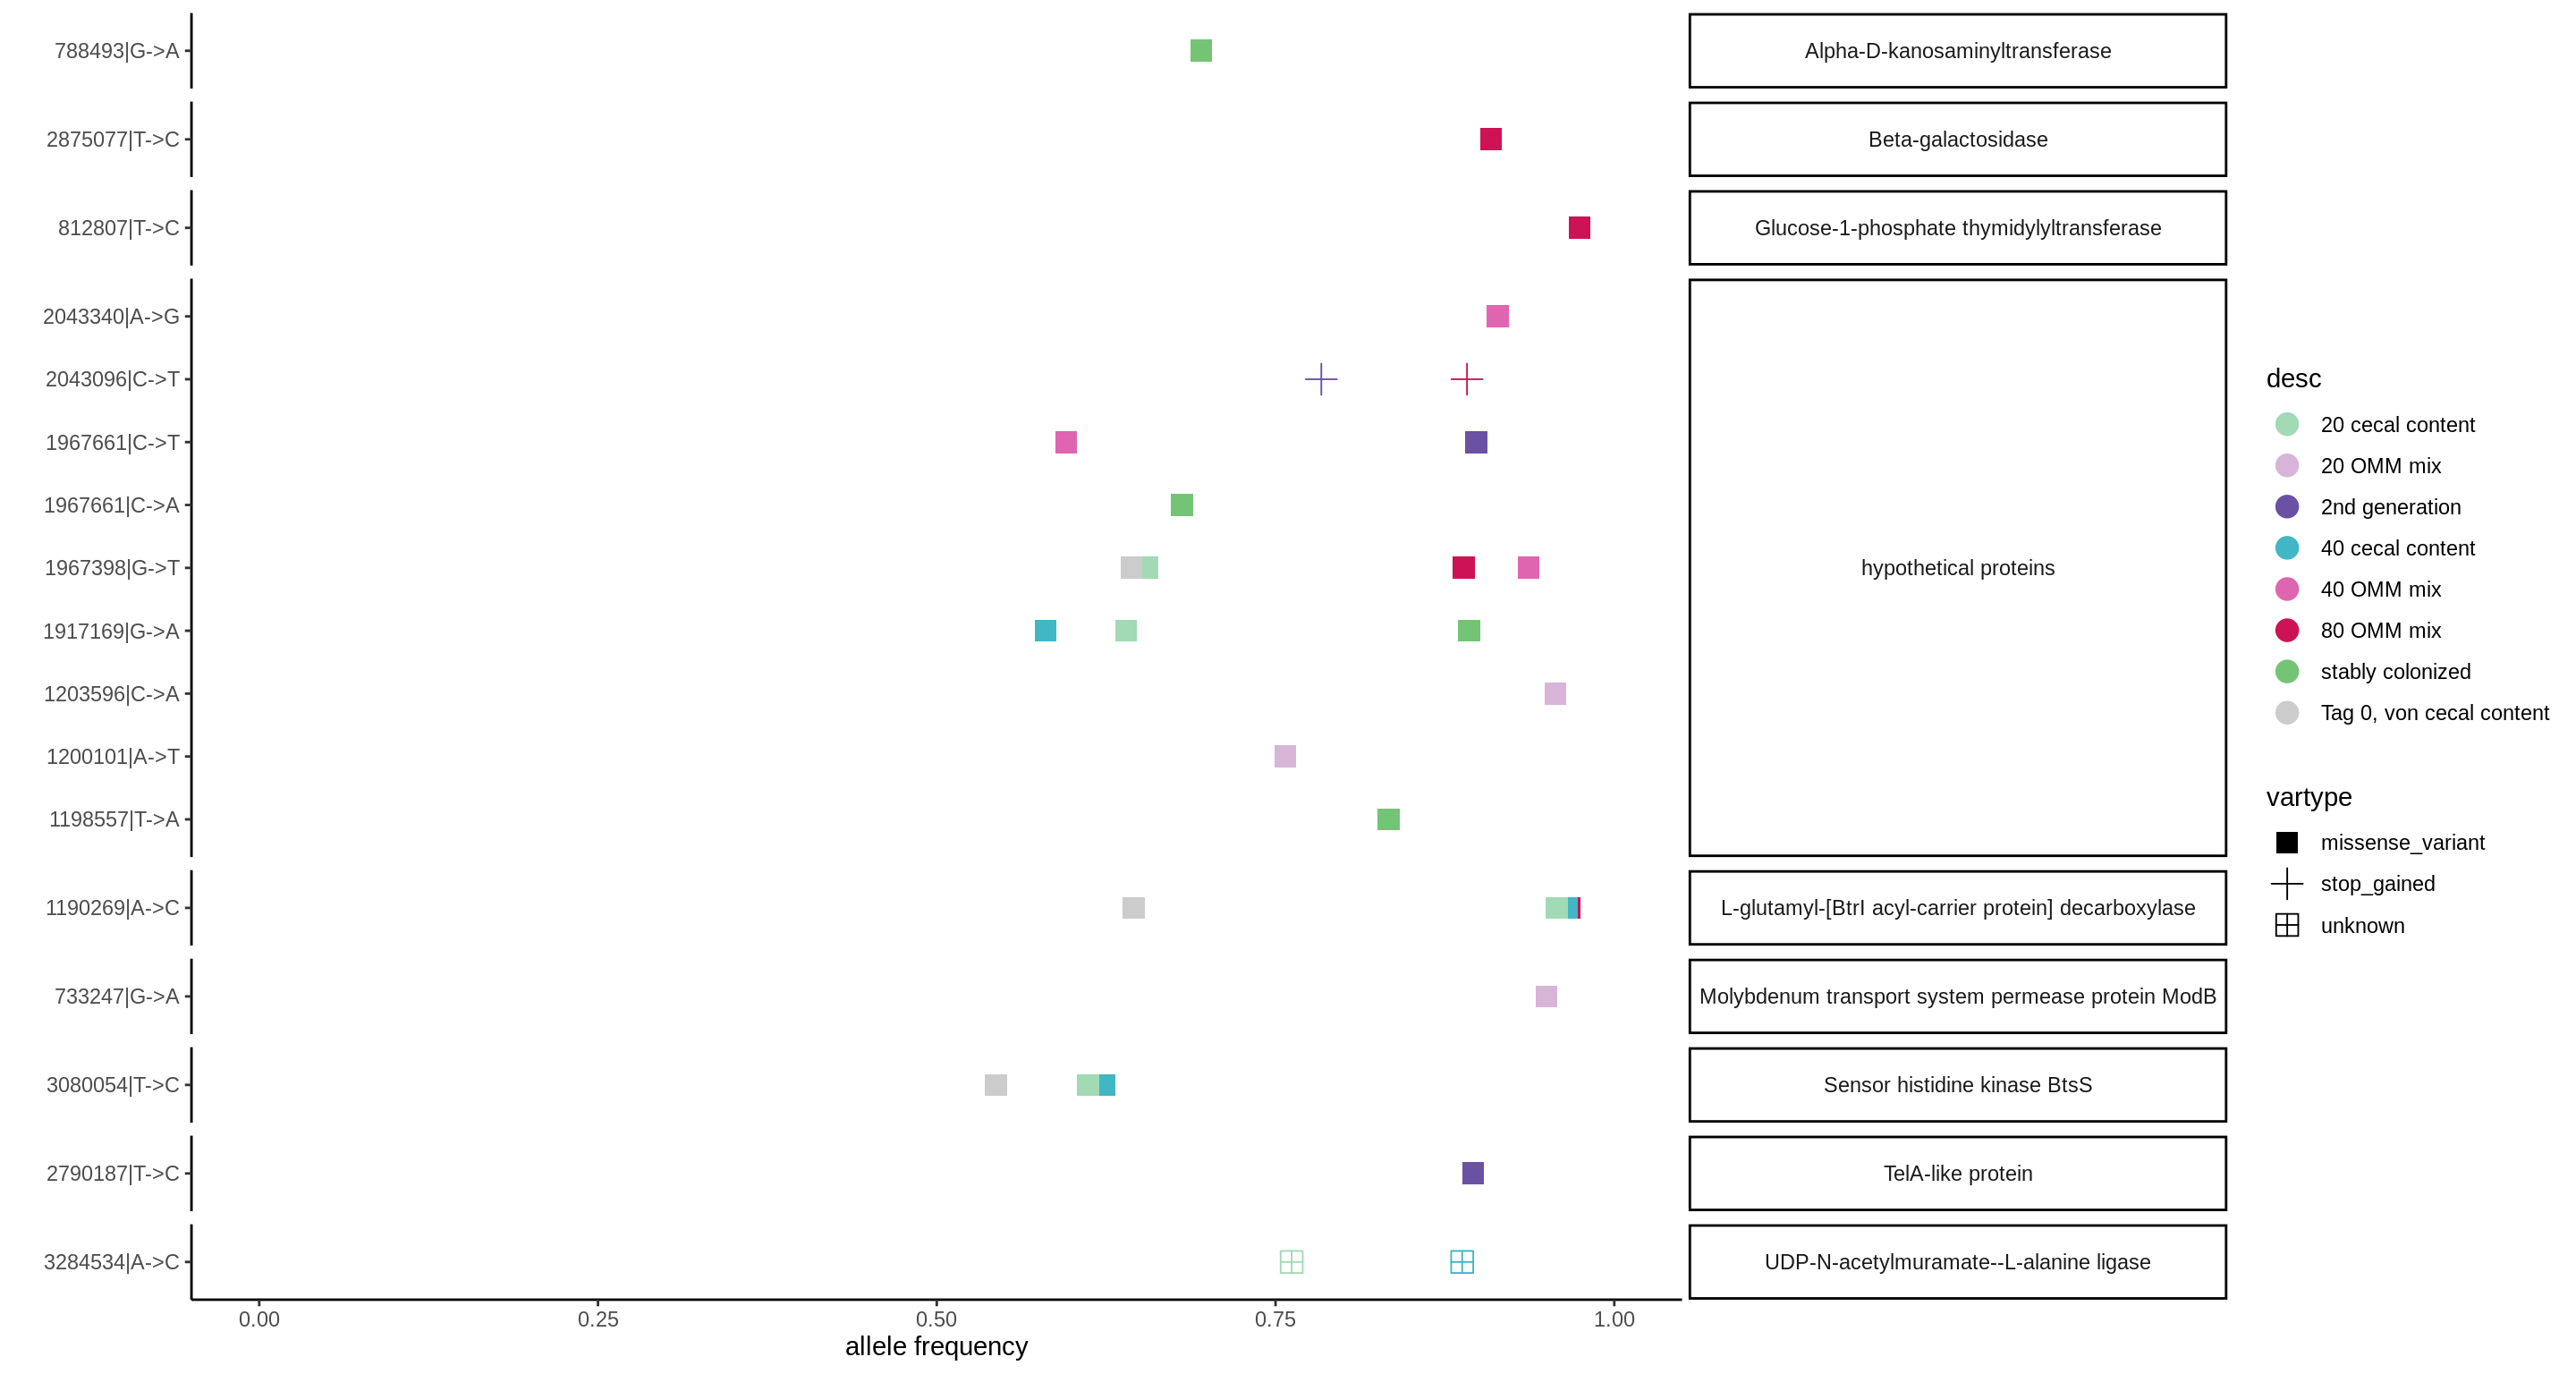 788493|G->A
Alpha-D-kanosaminyltransferase
2875077|T->C
Beta-galactosidase
812807|T->C
Glucose-1-phosphate thymidylyltransferase
2043340|A->G
2043096|C->T
1967661|C->T
1967661|C->A
1967398|G->T
1917169|G->A
1203596|C->A
1200101|A->T
1198557|T->A
hypothetical proteins
1190269|A->C
L-glutamyl-[BtrI acyl-carrier protein] decarboxylase
733247|G->A
Molybdenum transport system permease protein ModB
3080054|T->C
Sensor histidine kinase BtsS
2790187|T->C
TelA-like protein
3284534|A->C
UDP-N-acetylmuramate--L-alanine ligase
0.00
0.25
0.50
0.75
1.00
allele frequency
desc
20 cecal content
20 OMM mix
2nd generation
40 cecal content
40 OMM mix
80 OMM mix
stably colonized
Tag 0, von cecal content
vartype
missense_variant
stop_gained
unknown